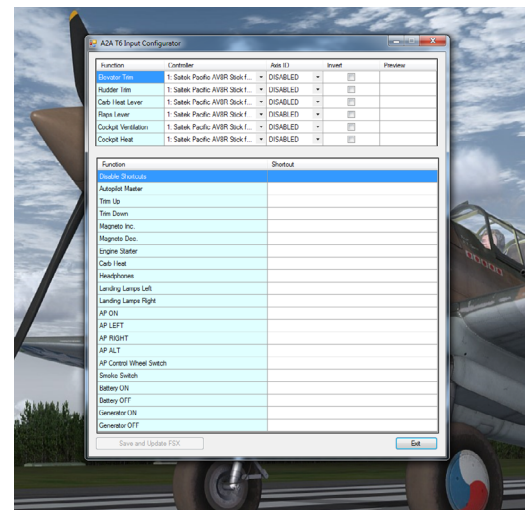 A2A T6 Input Configurator
Function Controller Axis ID Invert Preview
Elevator Trim 1: Saitek Pacific AV8R Stick f... DISABLED
Rudder Trim 1: Saitek Pacific AV8R Stick f... DISABLED
Carb Heat Lever 1: Saitek Pacific AV8R Stick f... DISABLED
Flaps Lever 1: Saitek Pacific AV8R Stick f... DISABLED
Cockpit Ventilation 1: Saitek Pacific AV8R Stick f... DISABLED
Cockpit Heat 1: Saitek Pacific AV8R Stick f... DISABLED
Function Shortcut
Disable Shortcuts
Autopilot Master
Trim Up
Trim Down
Magneto Inc.
Magneto Dec.
Engine Starter
Carb Heat
Headphones
Landing Lamps Left
Landing Lamps Right
AP ON
AP LEFT
AP RIGHT
AP ALT
AP Control Wheel Switch
Smoke Switch
Battery ON
Battery OFF
Generator ON
Generator OFF
Save and Update FSX Exit